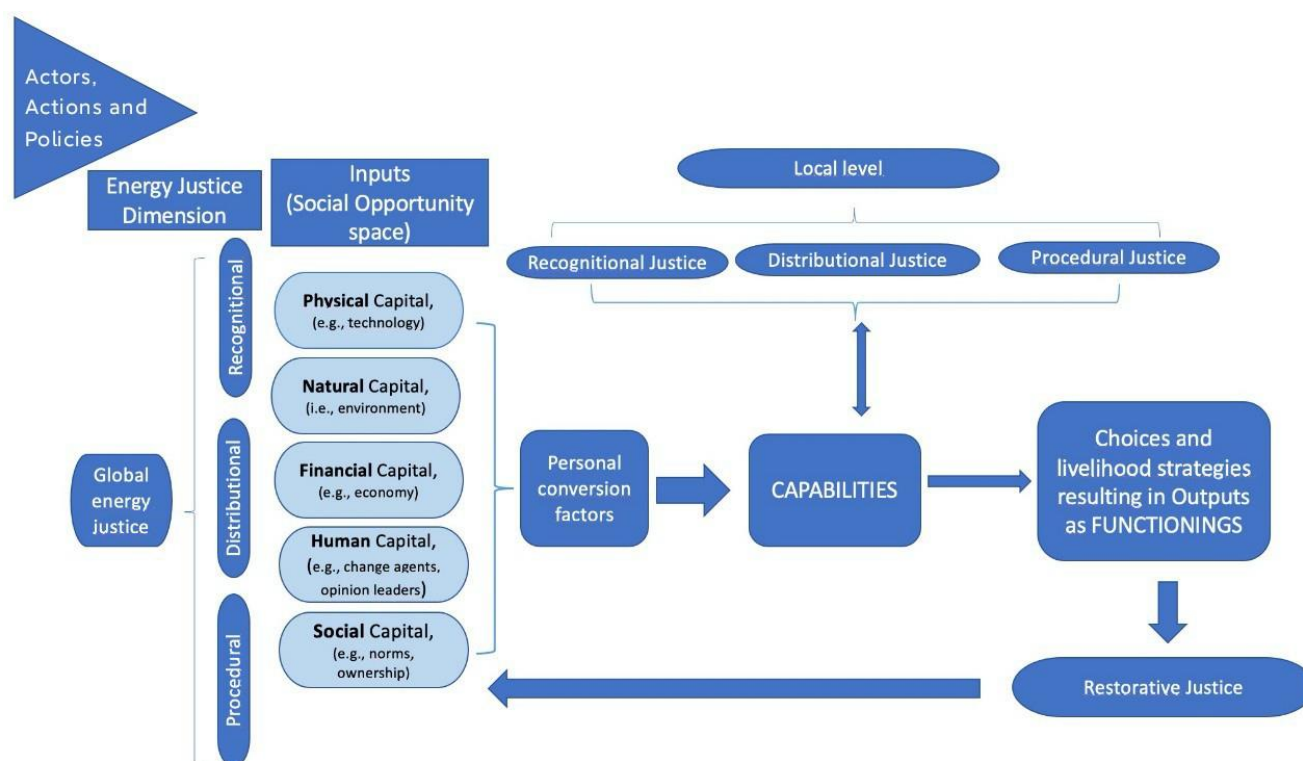 Actors,
Actions and
Policies
Energy Justice
Dimension
Inputs
(Social Opportunity
space)
Local level
Recognitional Justice
Distributional Justice
Procedural Justice
Recognitional
Distributional
Procedural
Global
energy
justice
Physical Capital,
(e.g., technology)
Natural Capital,
(i.e., environment)
Financial Capital,
(e.g., economy)
Human Capital,
(e.g., change agents,
opinion leaders)
Social Capital,
(e.g., norms,
ownership)
Personal
conversion
factors
CAPABILITIES
Choices and
livelihood strategies
resulting in Outputs
as FUNCTIONINGS
Restorative Justice